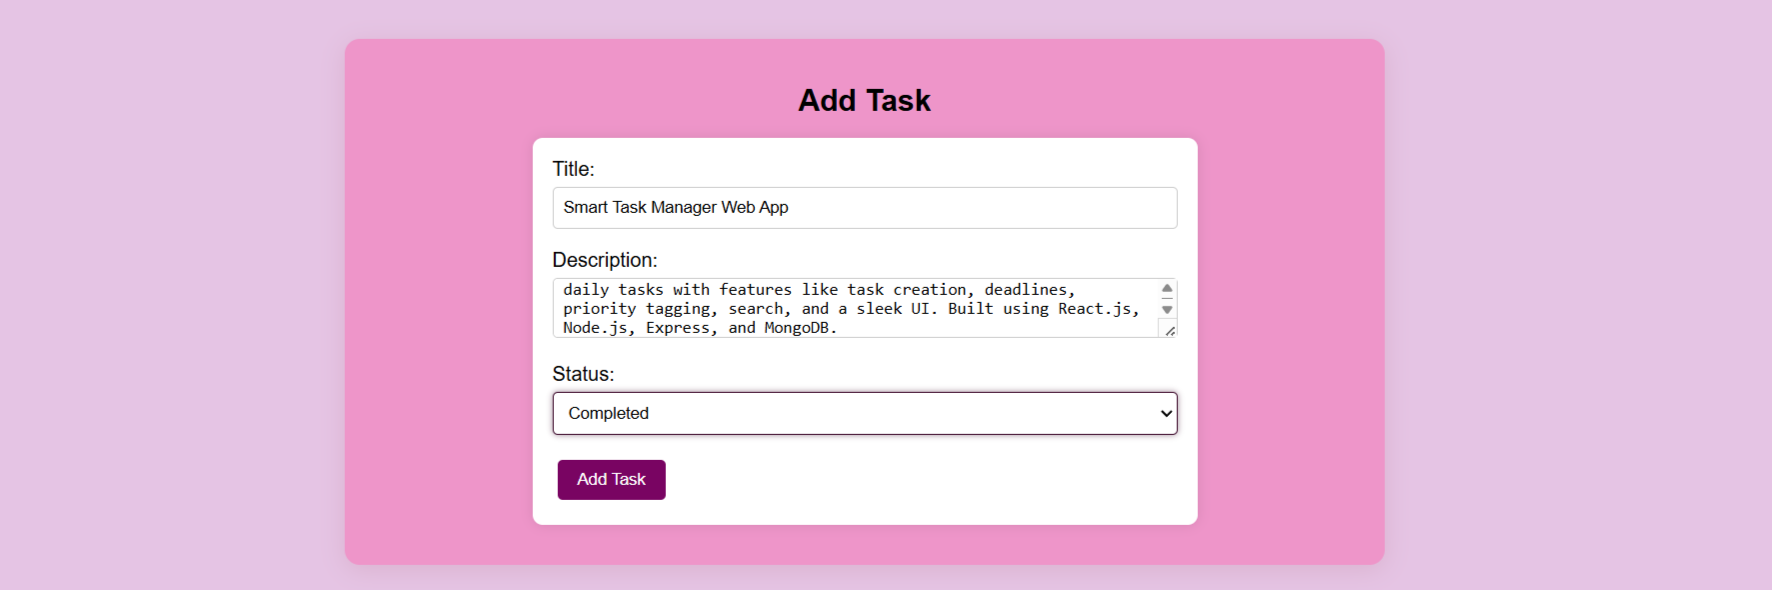 Add Task
Title:
Smart Task Manager Web App
Description:
daily tasks with features like task creation, deadlines,
priority tagging, search, and a sleek UI. Built using React.js,
Node.js, Express, and MongoDB.
Status:
Completed
Add Task